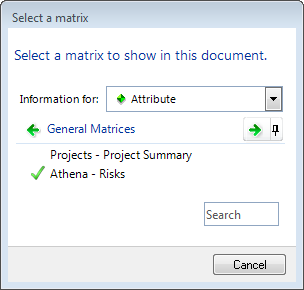 Select a matrix
Select a matrix to show in this document.
Information for: Attribute
General Matrices
Projects - Project Summary
Athena - Risks
Search
Cancel